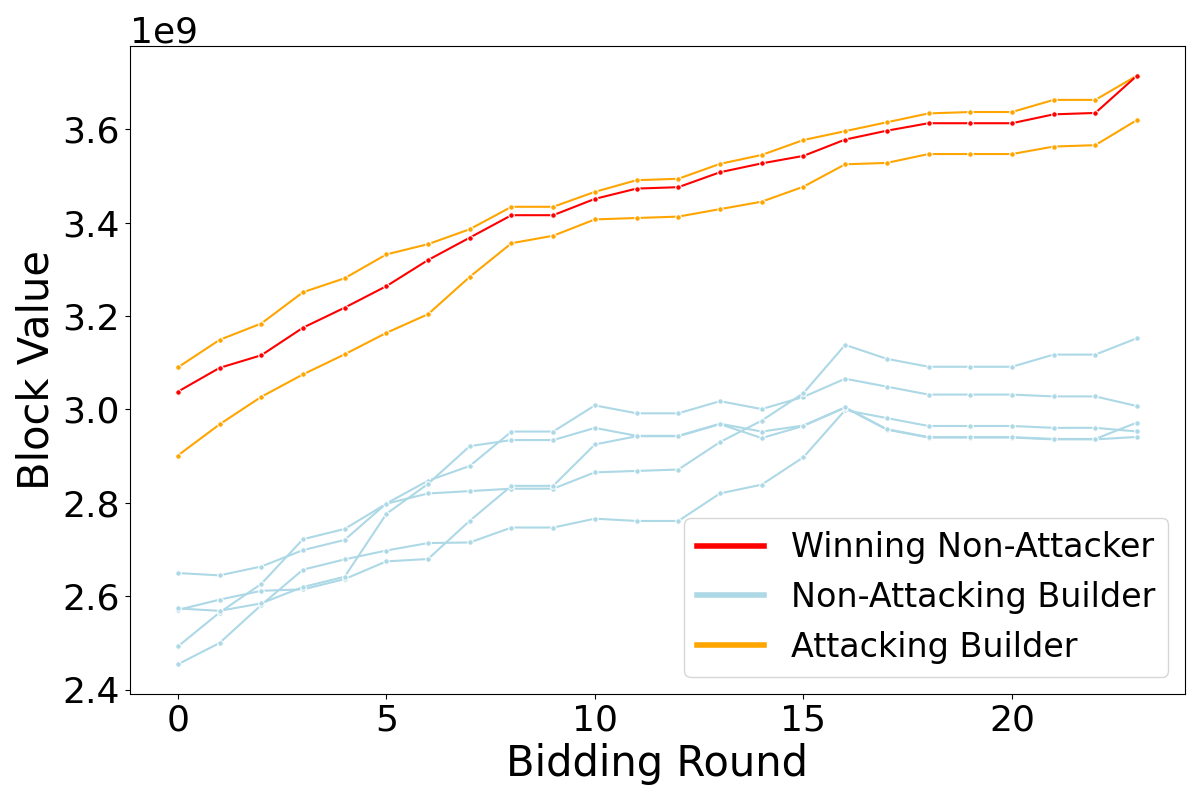 1e9
3.6
3.4
3.2
3.0
2.8
2.6
2.4
Block Value
0 5 10 15 20
Bidding Round
Winning Non-Attacker
Non-Attacking Builder
Attacking Builder